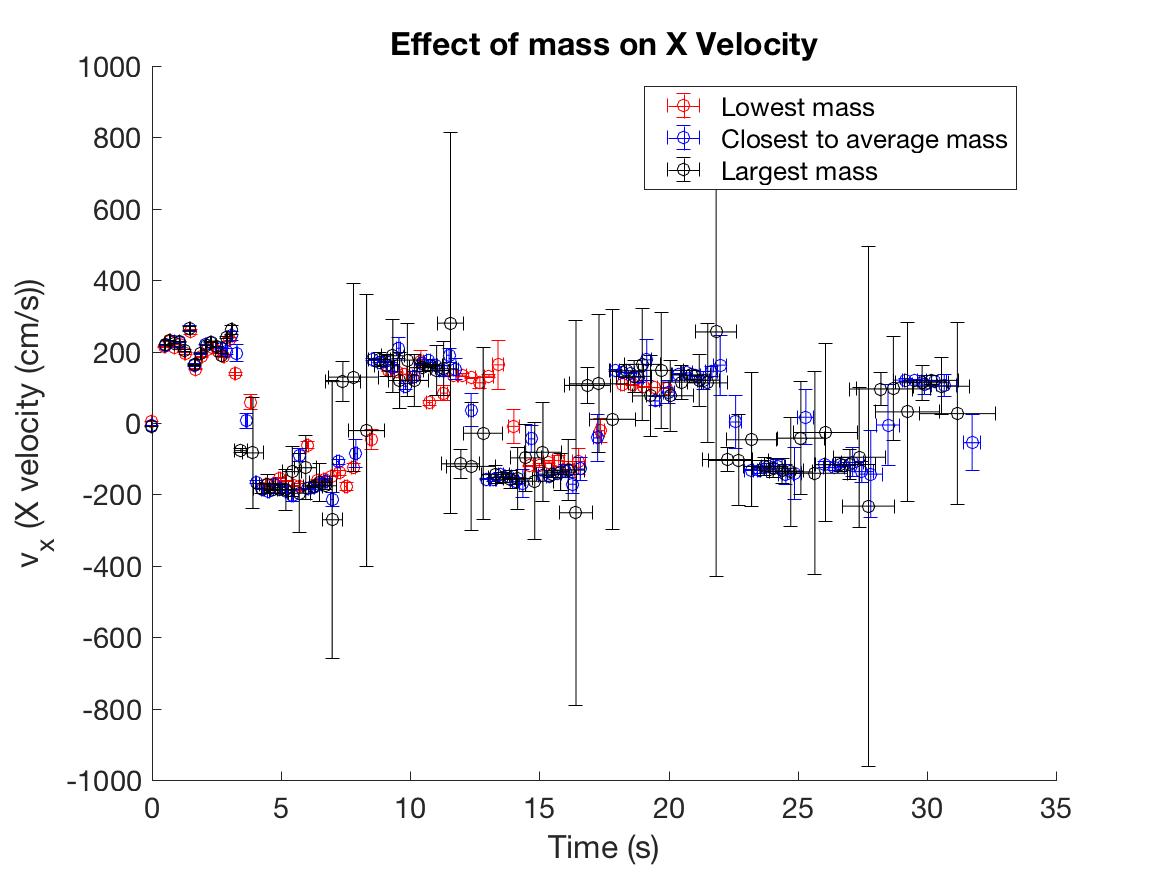 Effect of mass on X Velocity
1000
800
600
400
200
0
-200
-400
-600
-800
-1000
v_x (X velocity (cm/s))
Lowest mass
Closest to average mass
Largest mass
0 5 10 15 20 25 30 35
Time (s)